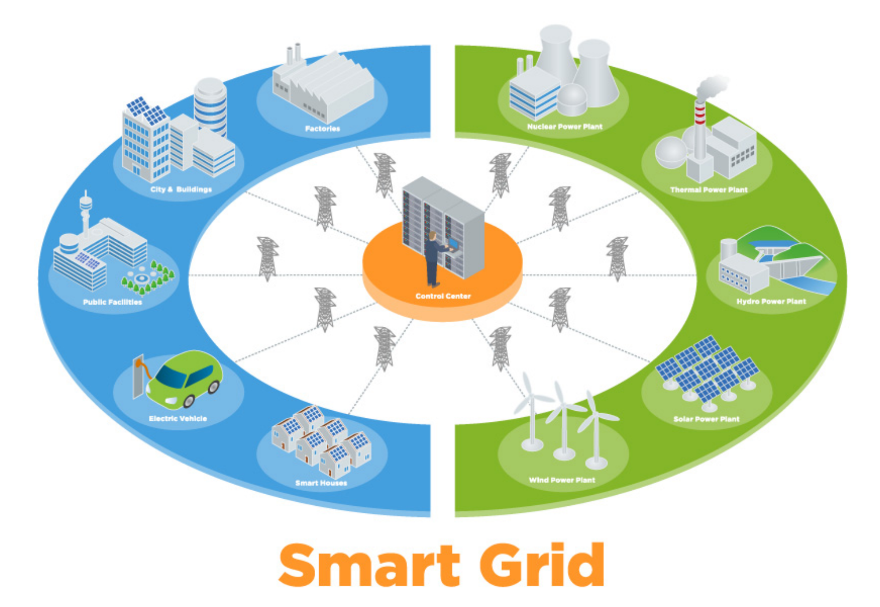 Factories
Nuclear Power Plant
City & Buildings
Thermal Power Plant
Public Facilities
Control Center
Hydro Power Plant
Electric Vehicle
Solar Power Plant
Smart Houses
Wind Power Plant
Smart Grid